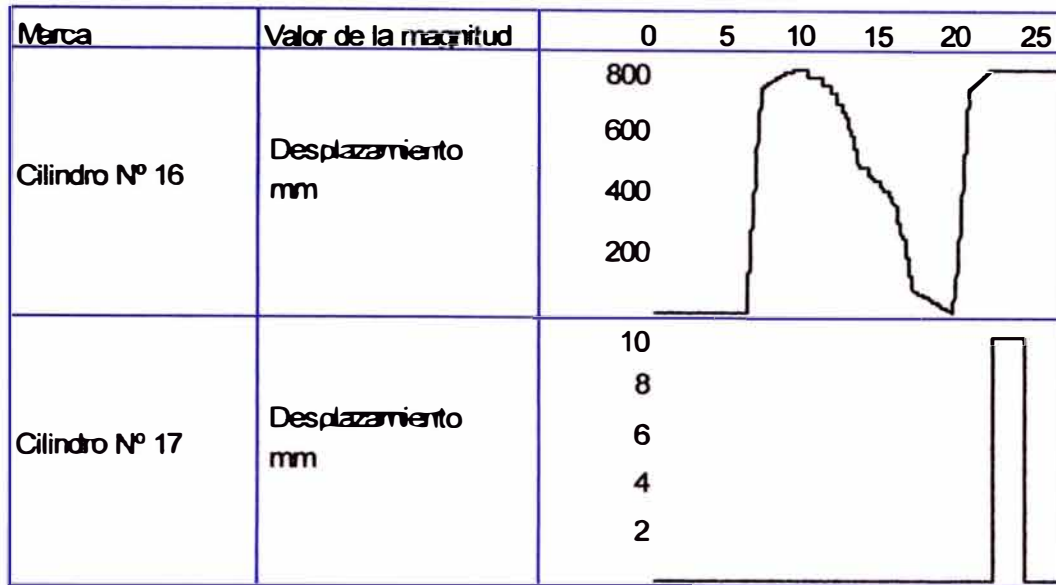 Marca Valor de la magnitud 0 5 10 15 20 25
800
600
Cilindro Nº 16 Desplazamiento
mm
400
200
10
8
Cilindro Nº 17 Desplazamiento
mm
6
4
2